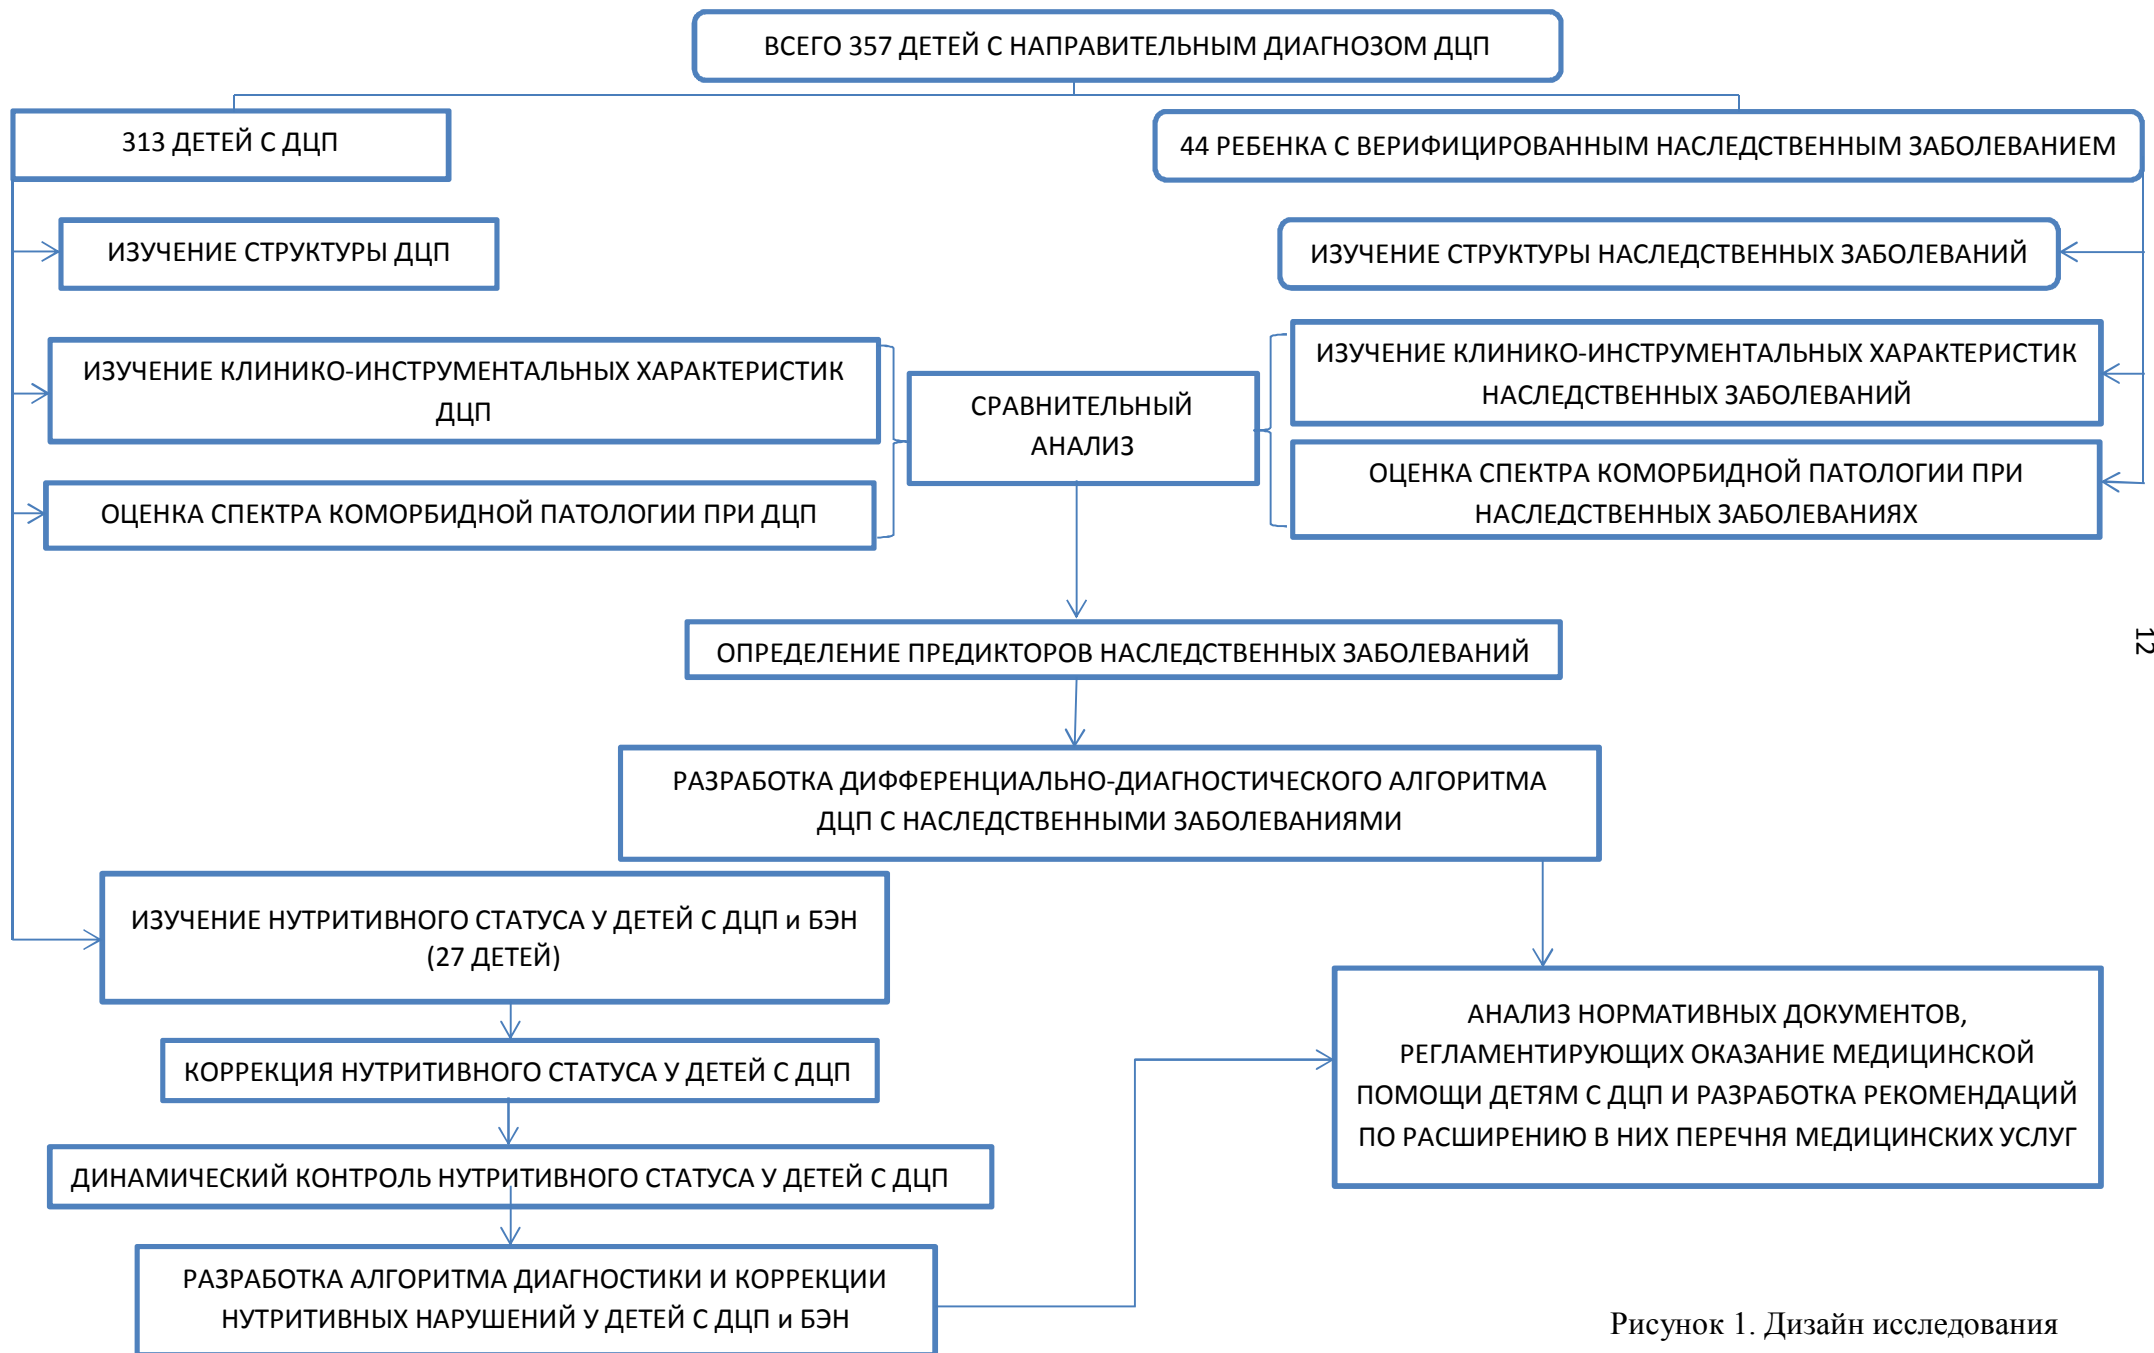 ВСЕГО 357 ДЕТЕЙ С НАПРАВИТЕЛЬНЫМ ДИАГНОЗОМ ДЦП
313 ДЕТЕЙ С ДЦП
44 РЕБЕНКА С ВЕРИФИЦИРОВАННЫМ НАСЛЕДСТВЕННЫМ ЗАБОЛЕВАНИЕМ
ИЗУЧЕНИЕ СТРУКТУРЫ ДЦП
ИЗУЧЕНИЕ СТРУКТУРЫ НАСЛЕДСТВЕННЫХ ЗАБОЛЕВАНИЙ
ИЗУЧЕНИЕ КЛИНИКО-ИНСТРУМЕНТАЛЬНЫХ ХАРАКТЕРИСТИК
ДЦП
СРАВНИТЕЛЬНЫЙ
АНАЛИЗ
ИЗУЧЕНИЕ КЛИНИКО-ИНСТРУМЕНТАЛЬНЫХ ХАРАКТЕРИСТИК
НАСЛЕДСТВЕННЫХ ЗАБОЛЕВАНИЙ
ОЦЕНКА СПЕКТРА КОМОРБИДНОЙ ПАТОЛОГИИ ПРИ ДЦП
ОЦЕНКА СПЕКТРА КОМОРБИДНОЙ ПАТОЛОГИИ ПРИ
НАСЛЕДСТВЕННЫХ ЗАБОЛЕВАНИЯХ
ОПРЕДЕЛЕНИЕ ПРЕДИКТОРОВ НАСЛЕДСТВЕННЫХ ЗАБОЛЕВАНИЙ
12
РАЗРАБОТКА ДИФФЕРЕНЦИАЛЬНО-ДИАГНОСТИЧЕСКОГО АЛГОРИТМА
ДЦП С НАСЛЕДСТВЕННЫМИ ЗАБОЛЕВАНИЯМИ
ИЗУЧЕНИЕ НУТРИТИВНОГО СТАТУСА У ДЕТЕЙ С ДЦП и БЭН
(27 ДЕТЕЙ)
КОРРЕКЦИЯ НУТРИТИВНОГО СТАТУСА У ДЕТЕЙ С ДЦП
ДИНАМИЧЕСКИЙ КОНТРОЛЬ НУТРИТИВНОГО СТАТУСА У ДЕТЕЙ С ДЦП
РАЗРАБОТКА АЛГОРИТМА ДИАГНОСТИКИ И КОРРЕКЦИИ
НУТРИТИВНЫХ НАРУШЕНИЙ У ДЕТЕЙ С ДЦП и БЭН
АНАЛИЗ НОРМАТИВНЫХ ДОКУМЕНТОВ,
РЕГЛАМЕНТИРУЮЩИХ ОКАЗАНИЕ МЕДИЦИНСКОЙ
ПОМОЩИ ДЕТЯМ С ДЦП И РАЗРАБОТКА РЕКОМЕНДАЦИЙ
ПО РАСШИРЕНИЮ В НИХ ПЕРЕЧНЯ МЕДИЦИНСКИХ УСЛУГ
Рисунок 1. Дизайн исследования